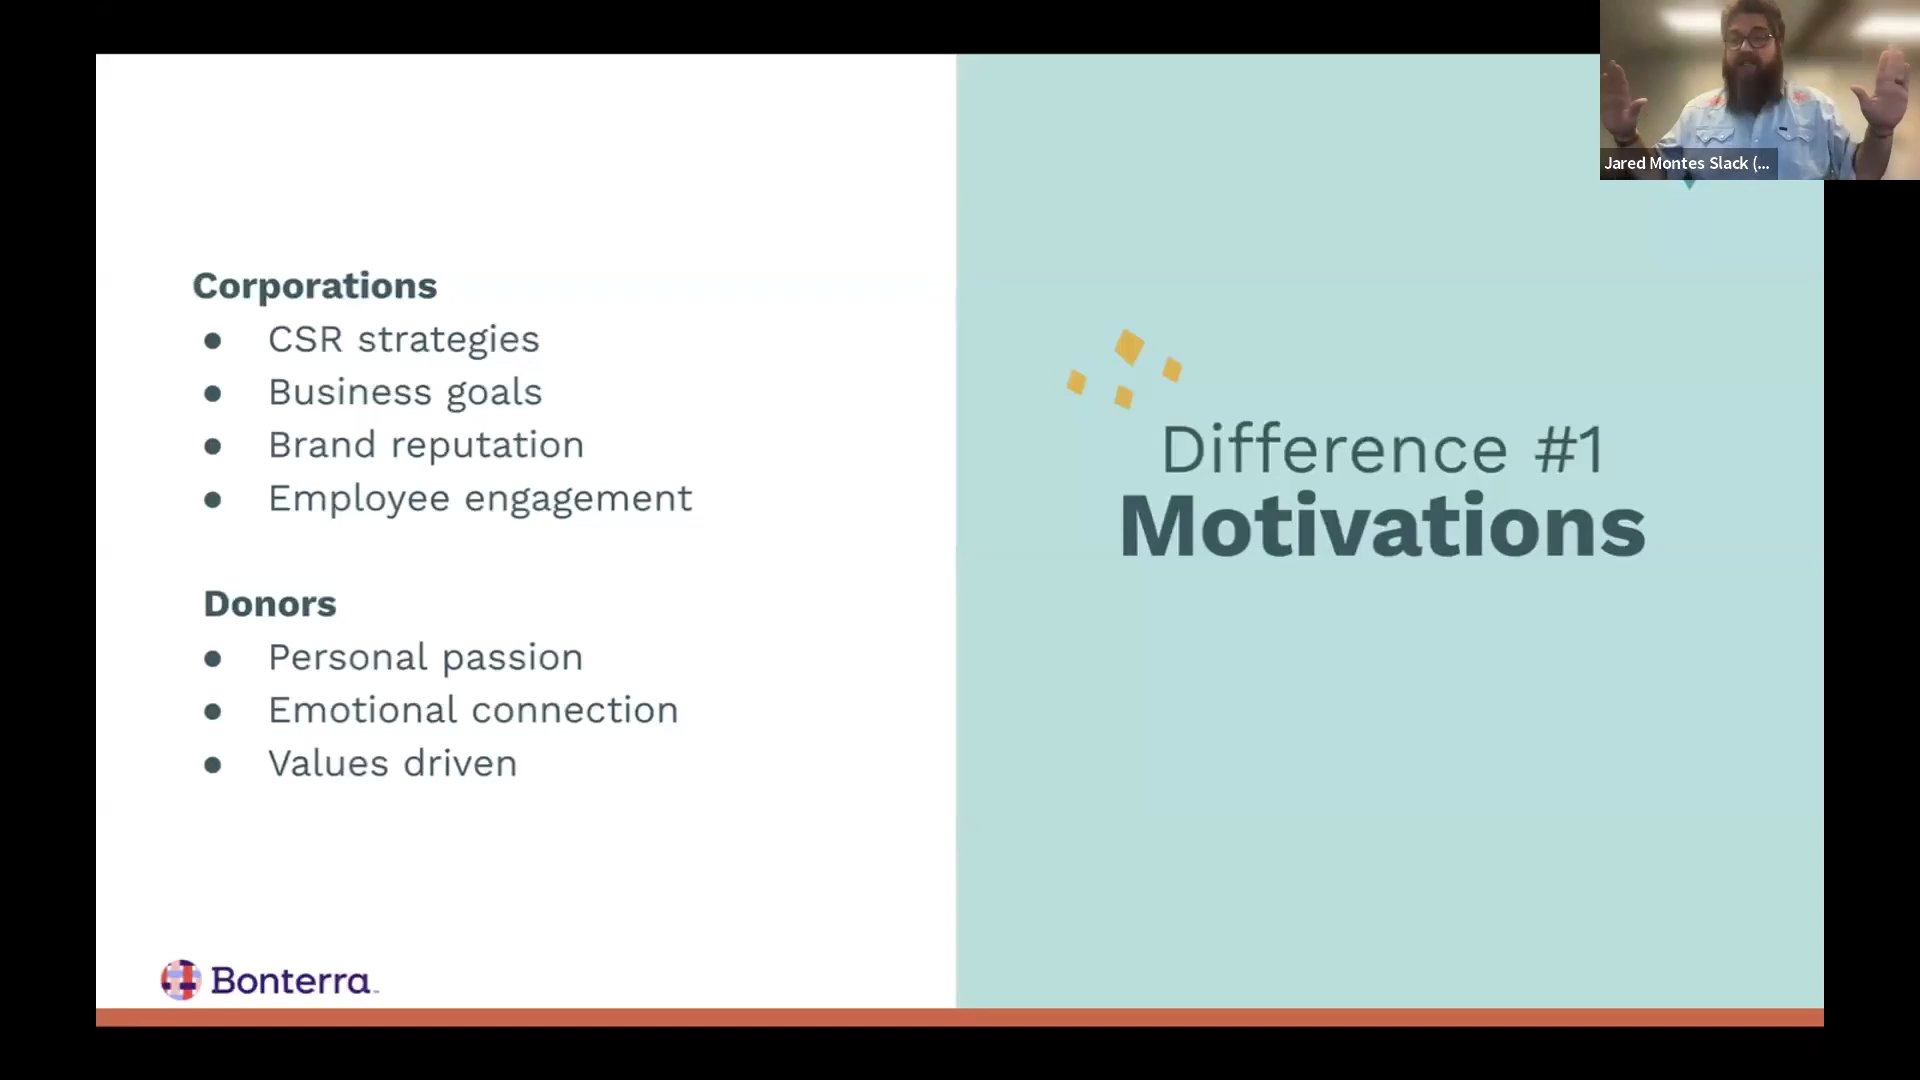 Corporations
● CSR strategies
● Business goals
● Brand reputation
● Employee engagement
Donors
● Personal passion
● Emotional connection
● Values driven
Difference #1
Motivations
Jared Montes Slack (...
Bonterra